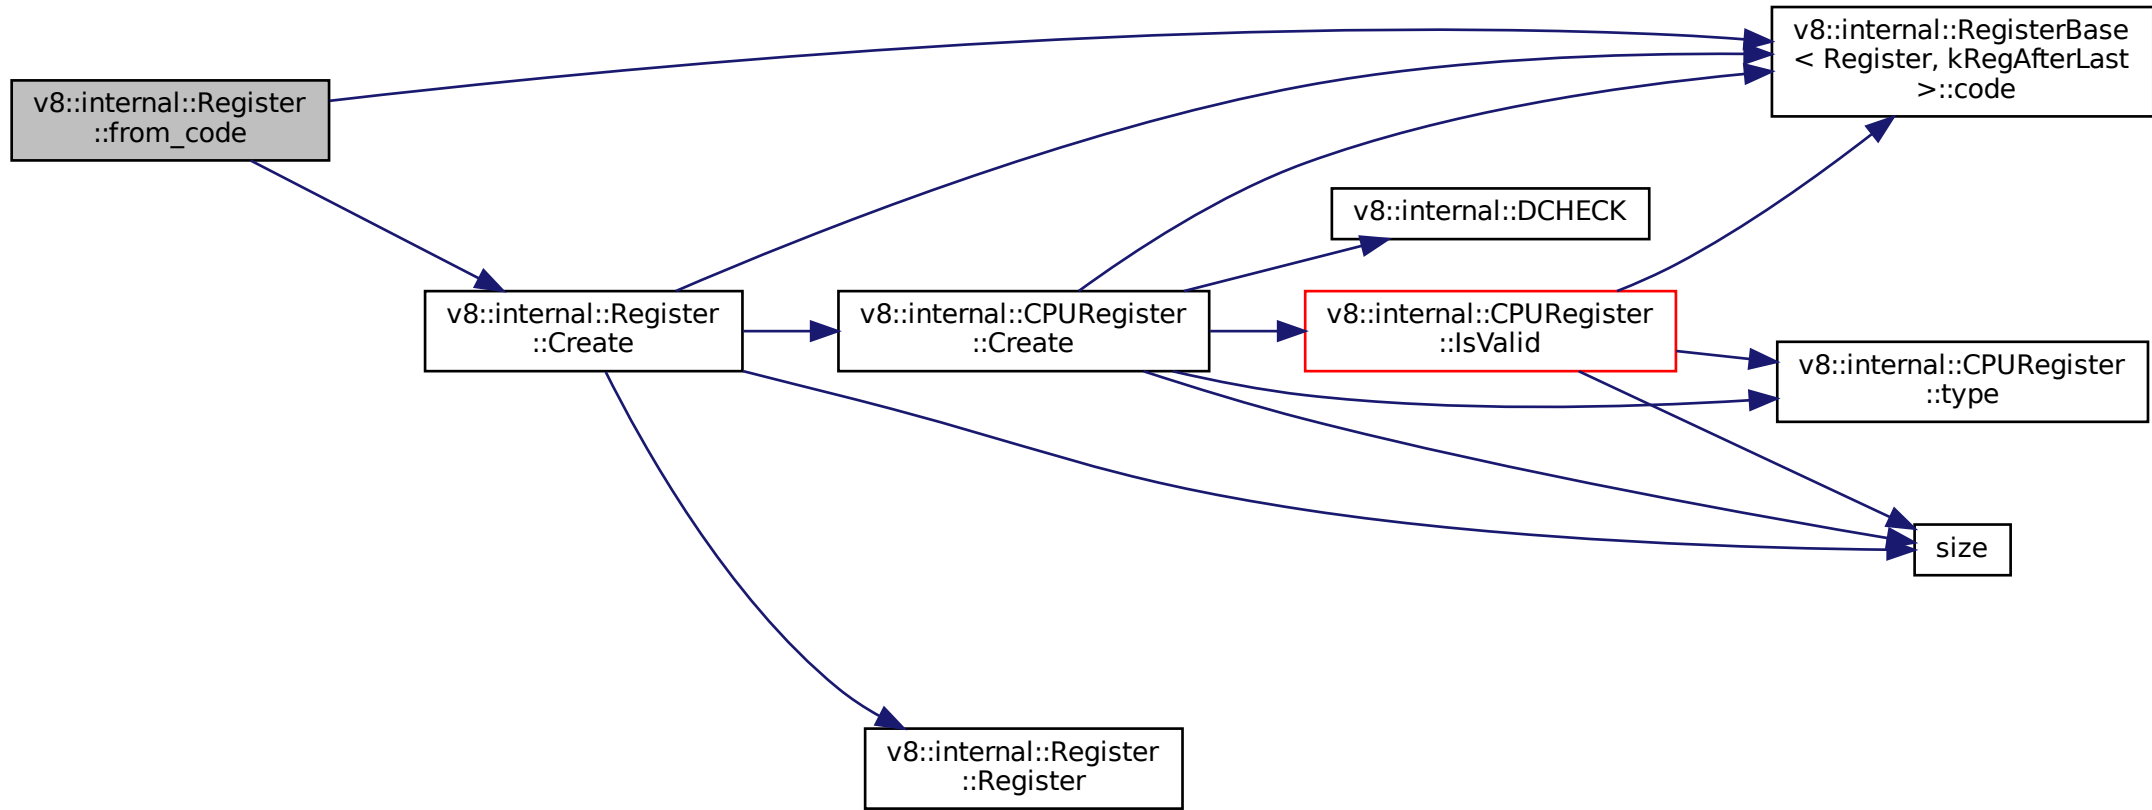 v8::internal::RegisterBase
< Register, kRegAfterLast
>::code
v8::internal::Register
::from_code
v8::internal::DCHECK
v8::internal::Register
::Create
v8::internal::CPURegister
::Create
v8::internal::CPURegister
::IsValid
v8::internal::CPURegister
::type
size
v8::internal::Register
::Register